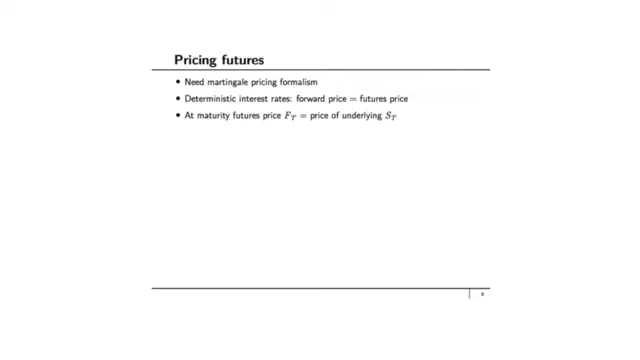 Pricing futures
• Need martingale pricing formalism
• Deterministic interest rates: forward price = futures price
• At maturity futures price F_T = price of underlying S_T